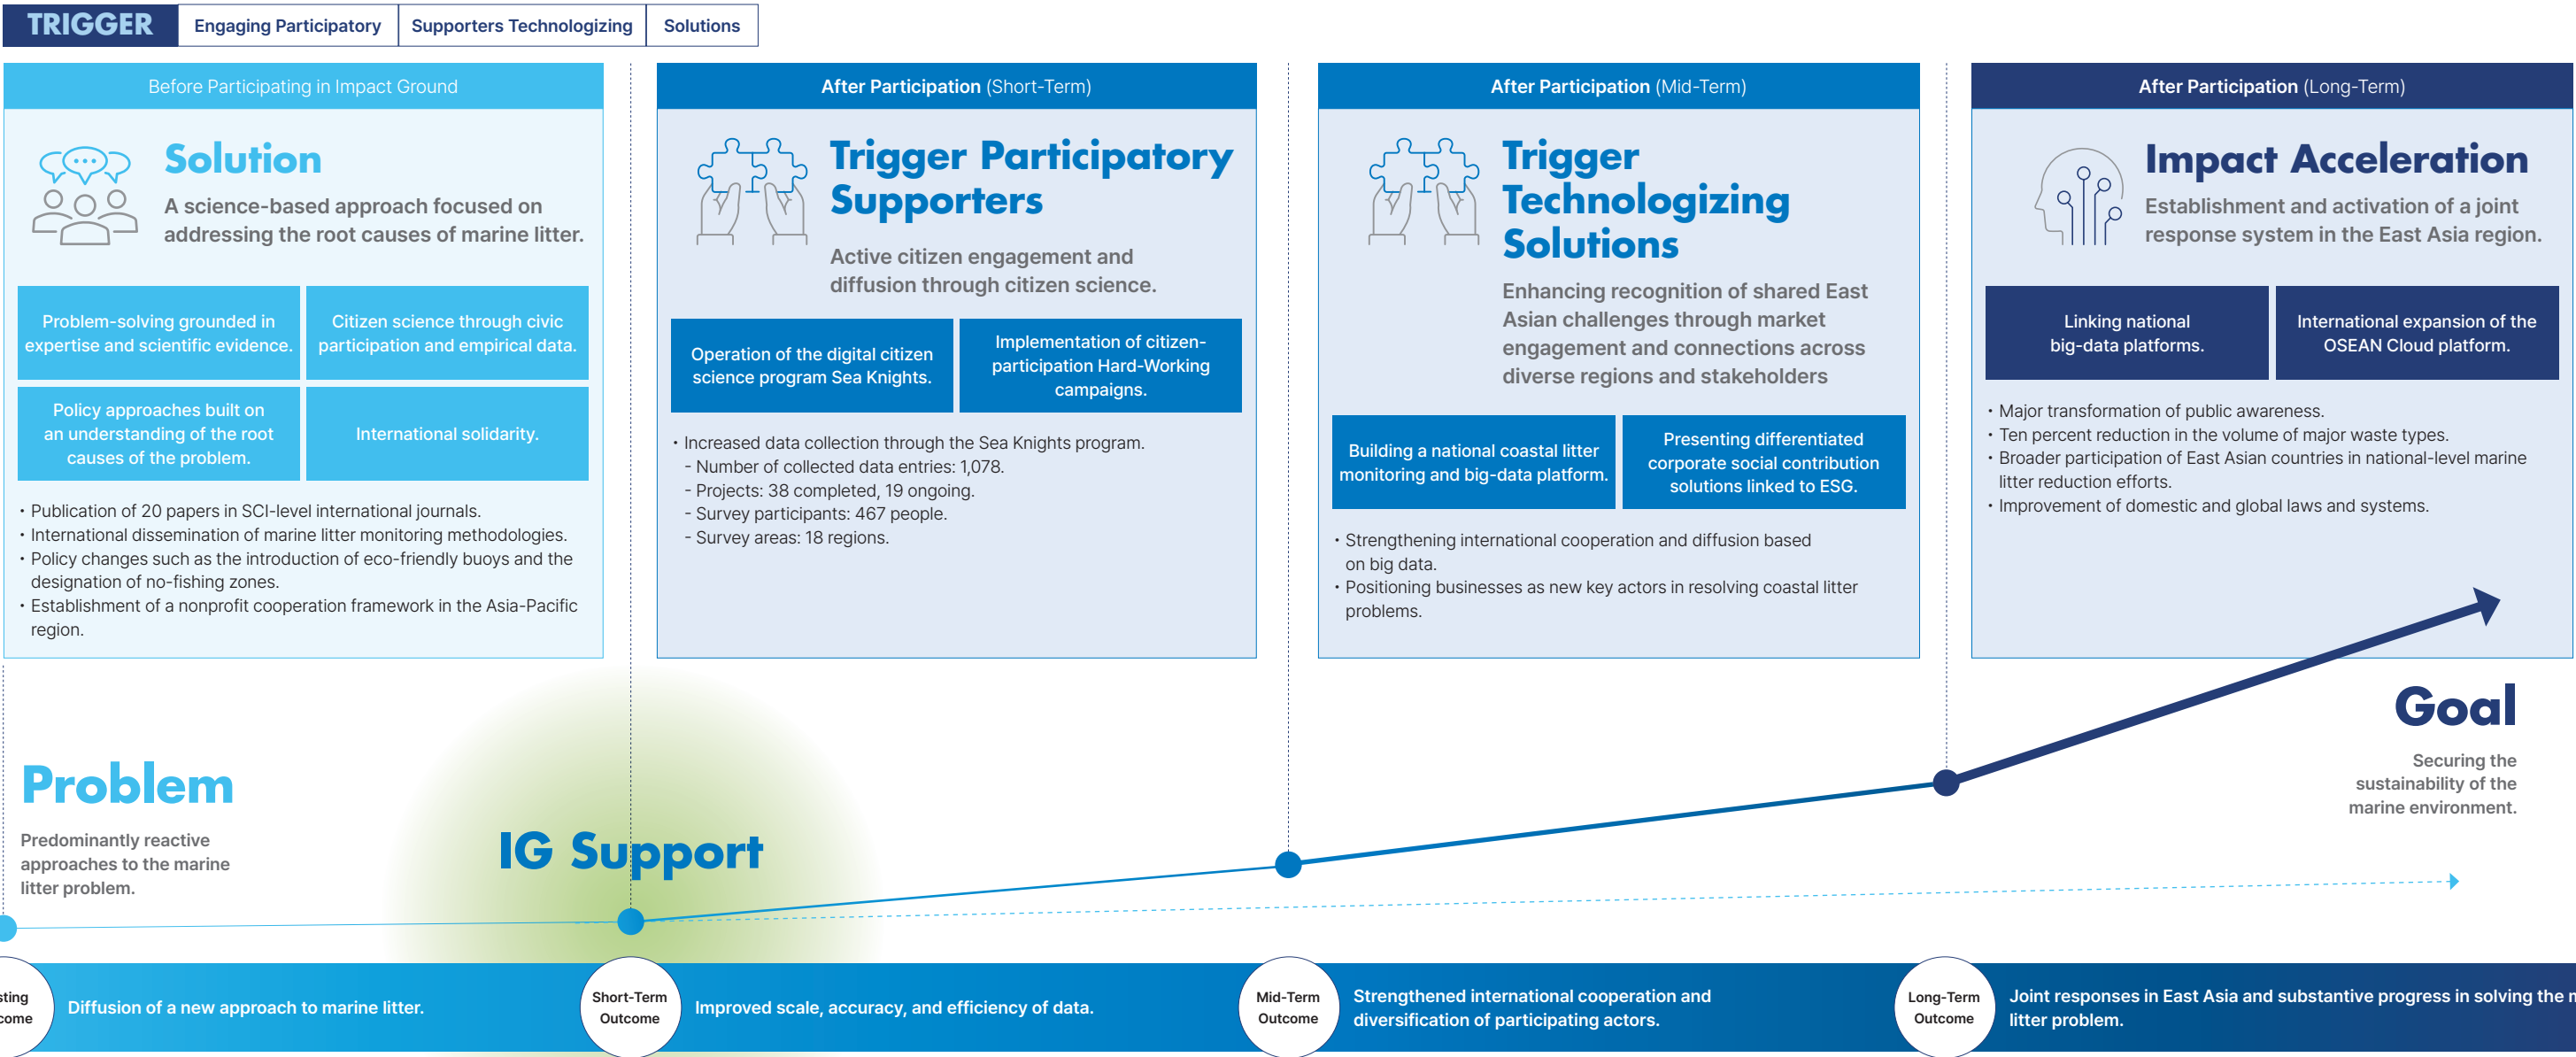 TRIGGER
Engaging Participatory
Supporters Technologizing
Solutions
Before Participating in Impact Ground
Solution
A science-based approach focused on
addressing the root causes of marine litter.
Problem-solving grounded in
expertise and scientific evidence.
Citizen science through civic
participation and empirical data.
Policy approaches built on
an understanding of the root
causes of the problem.
International solidarity.
• Publication of 20 papers in SCI-level international journals.
• International dissemination of marine litter monitoring methodologies.
• Policy changes such as the introduction of eco-friendly buoys and the
designation of no-fishing zones.
• Establishment of a nonprofit cooperation framework in the Asia-Pacific
region.
After Participation (Short-Term)
Trigger Participatory
Supporters
Active citizen engagement and
diffusion through citizen science.
Operation of the digital citizen
science program Sea Knights.
Implementation of citizen-
participation Hard-Working
campaigns.
• Increased data collection through the Sea Knights program.
- Number of collected data entries: 1,078.
- Projects: 38 completed, 19 ongoing.
- Survey participants: 467 people.
- Survey areas: 18 regions.
After Participation (Mid-Term)
Trigger
Technologizing
Solutions
Enhancing recognition of shared East
Asian challenges through market
engagement and connections across
diverse regions and stakeholders
Building a national coastal litter
monitoring and big-data platform.
Presenting differentiated
corporate social contribution
solutions linked to ESG.
• Strengthening international cooperation and diffusion based
on big data.
• Positioning businesses as new key actors in resolving coastal litter
problems.
After Participation (Long-Term)
Impact Acceleration
Establishment and activation of a joint
response system in the East Asia region.
Linking national
big-data platforms.
International expansion of the
OSEAN Cloud platform.
• Major transformation of public awareness.
• Ten percent reduction in the volume of major waste types.
• Broader participation of East Asian countries in national-level marine
litter reduction efforts.
• Improvement of domestic and global laws and systems.
Problem
Predominantly reactive
approaches to the marine
litter problem.
IG Support
Goal
Securing the
sustainability of the
marine environment.
Diffusion of a new approach to marine litter.
Short-Term
Outcome
Improved scale, accuracy, and efficiency of data.
Mid-Term
Outcome
Strengthened international cooperation and
diversification of participating actors.
Long-Term
Outcome
Joint responses in East Asia and substantive progress in solving the
litter problem.